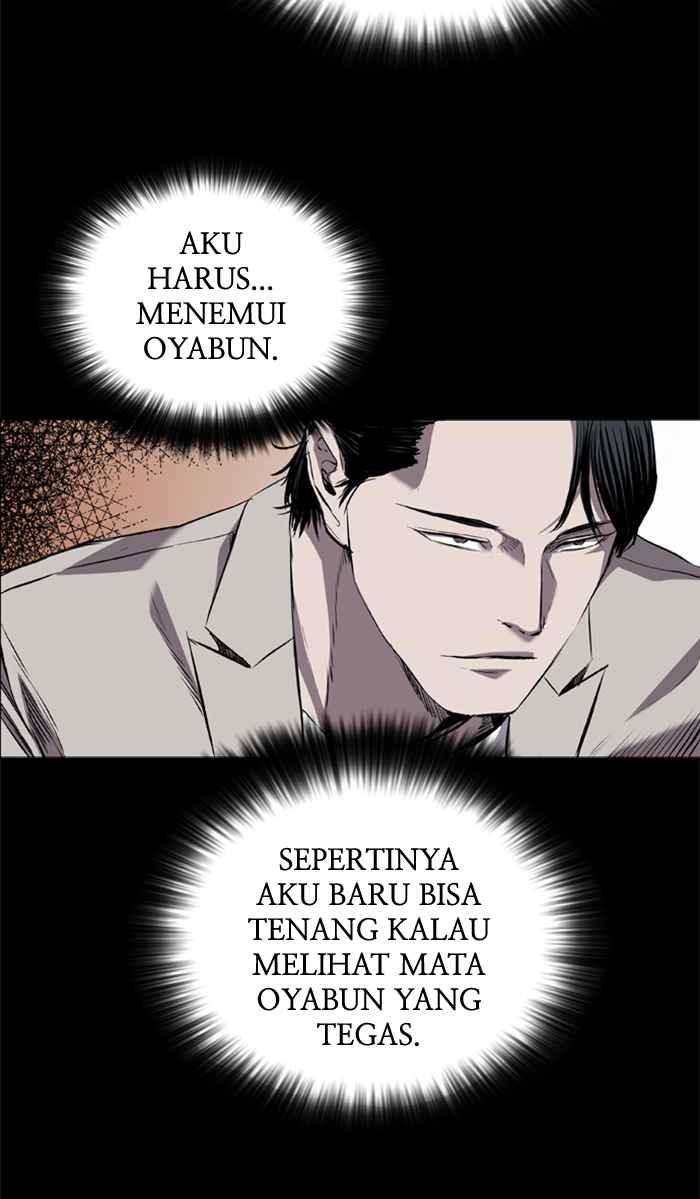 AKU
HARUS...
MENEMUI
OYABUN.
SEPERTINYA
AKU BARU BISA
TENANG KALAU
MELIHAT MATA
OYABUN YANG
TEGAS.